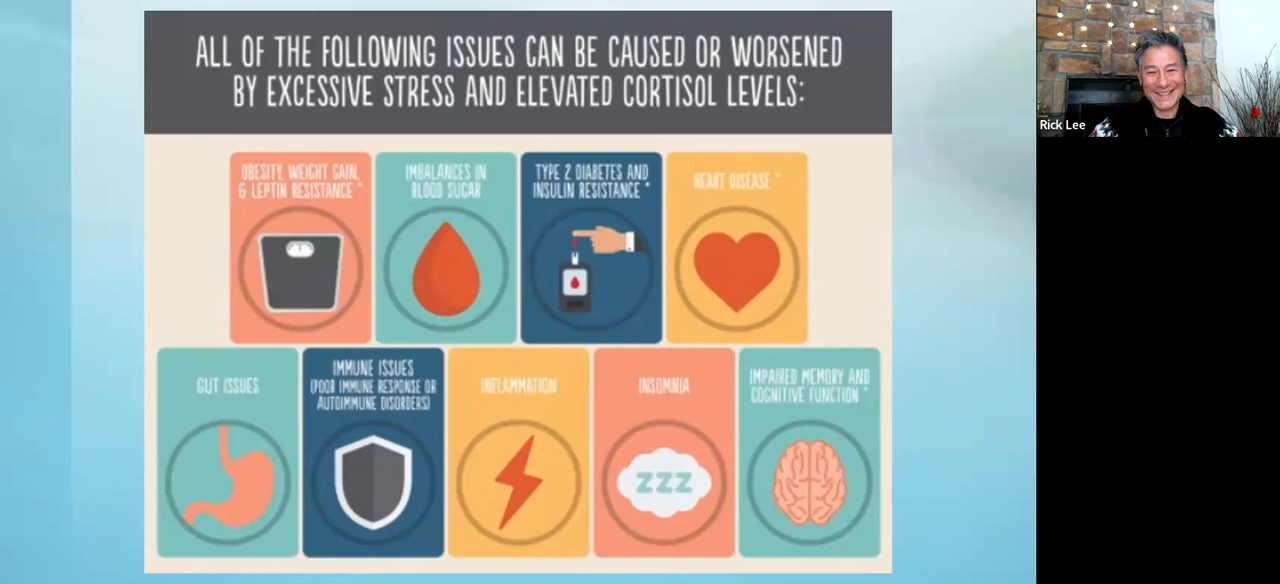 ALL OF THE FOLLOWING ISSUES CAN BE CAUSED OR WORSENED
BY EXCESSIVE STRESS AND ELEVATED CORTISOL LEVELS:
OBESITY, WEIGHT GAIN,
& LEPTIN RESISTANCE *
IMBALANCES IN
BLOOD SUGAR
TYPE 2 DIABETES AND
INSULIN RESISTANCE *
HEART DISEASE *
GUT ISSUES
IMMUNE ISSUES
(POOR IMMUNE RESPONSE OR
AUTOIMMUNE DISORDERS)
INFLAMMATION
INSOMNIA
ZZZ
IMPAIRED MEMORY AND
COGNITIVE FUNCTION *
Rick Lee